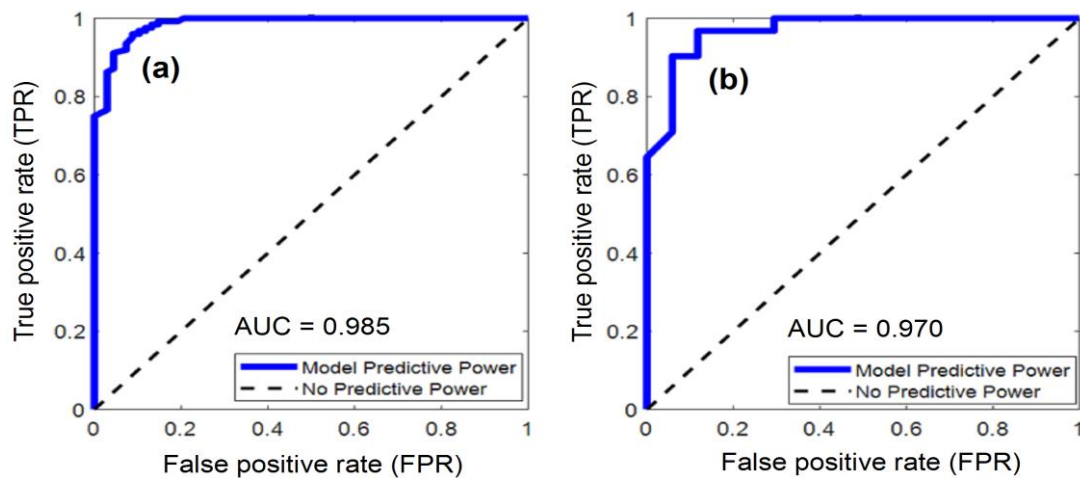 True positive rate (TPR)
1
0.8
0.6
0.4
0.2
0
(a)
AUC = 0.985
Model Predictive Power
No Predictive Power
0
0.2
0.4
0.6
0.8
1
False positive rate (FPR)
True positive rate (TPR)
1
0.8
0.6
0.4
0.2
0
(b)
AUC = 0.970
Model Predictive Power
No Predictive Power
0
0.2
0.4
0.6
0.8
1
False positive rate (FPR)